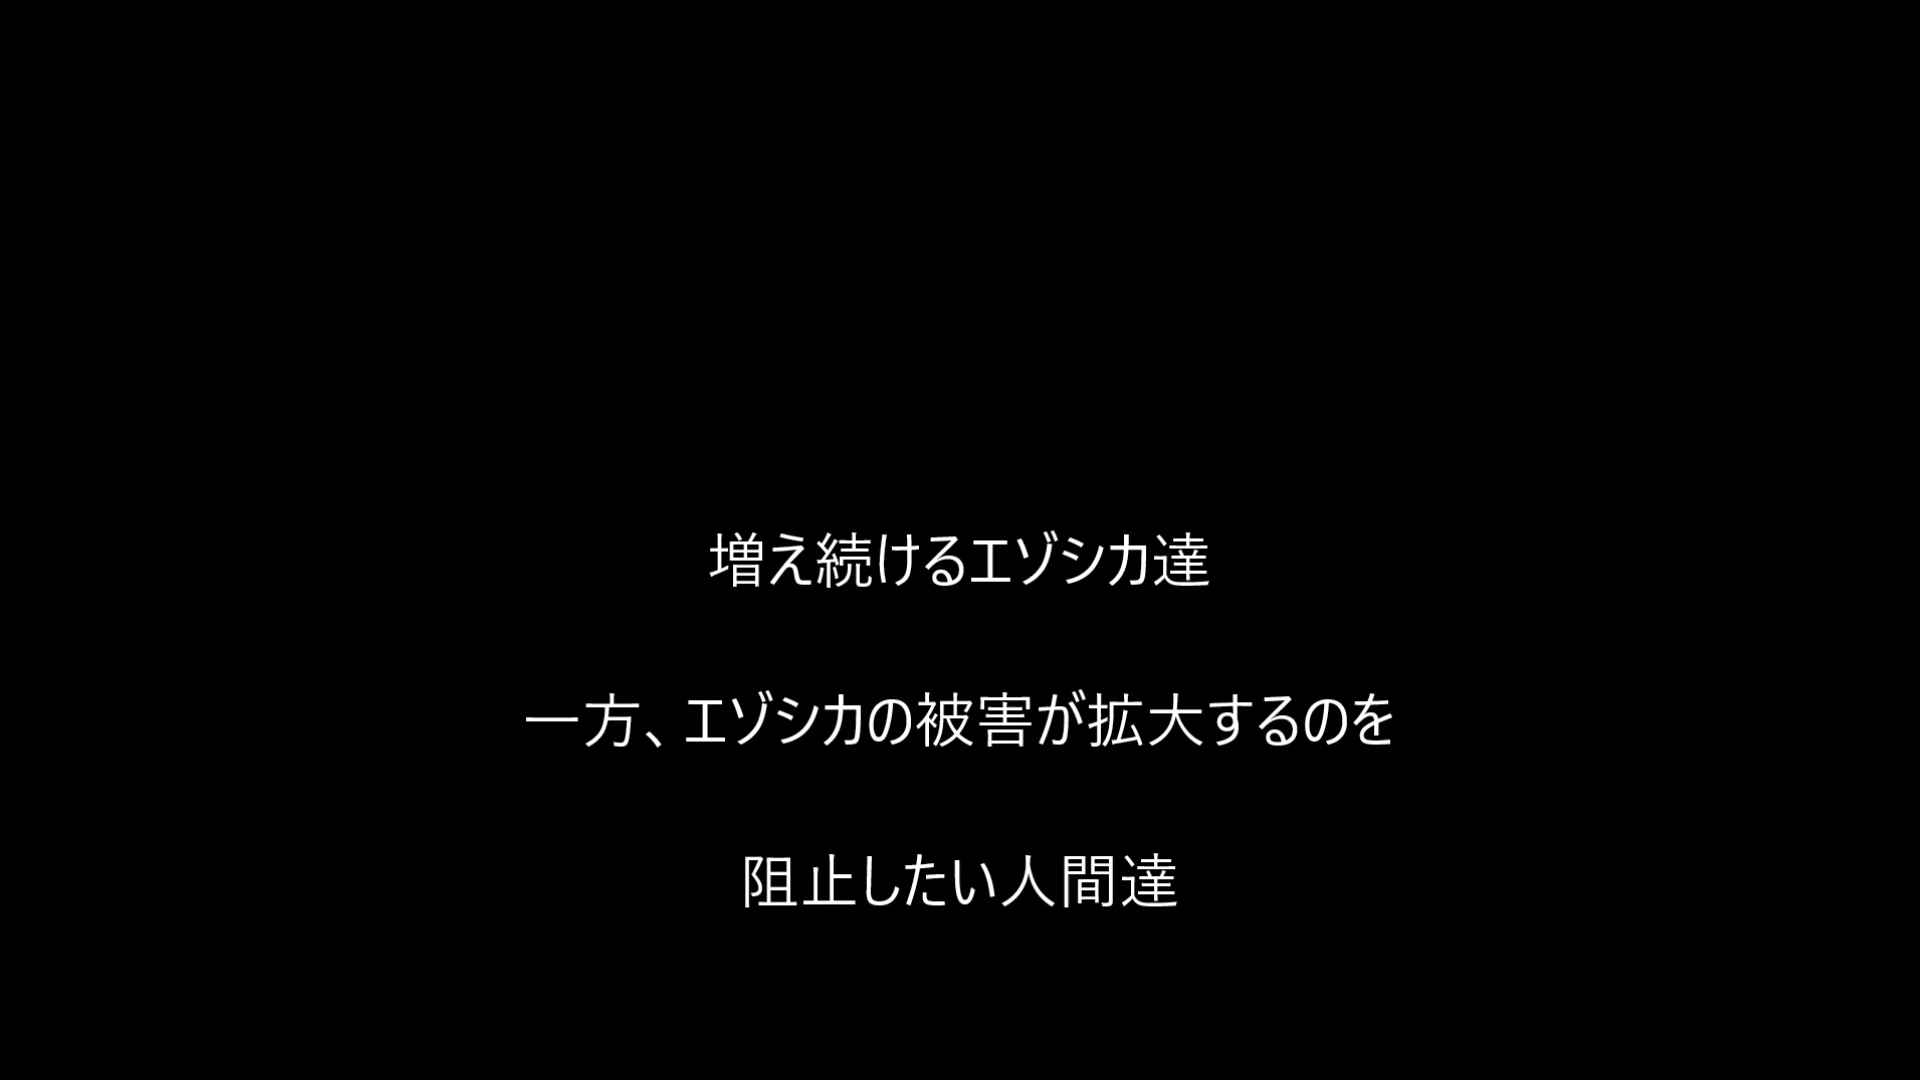 増え続けるエゾシカ達
一方、エゾシカの被害が拡大するのを
阻止したい人間達